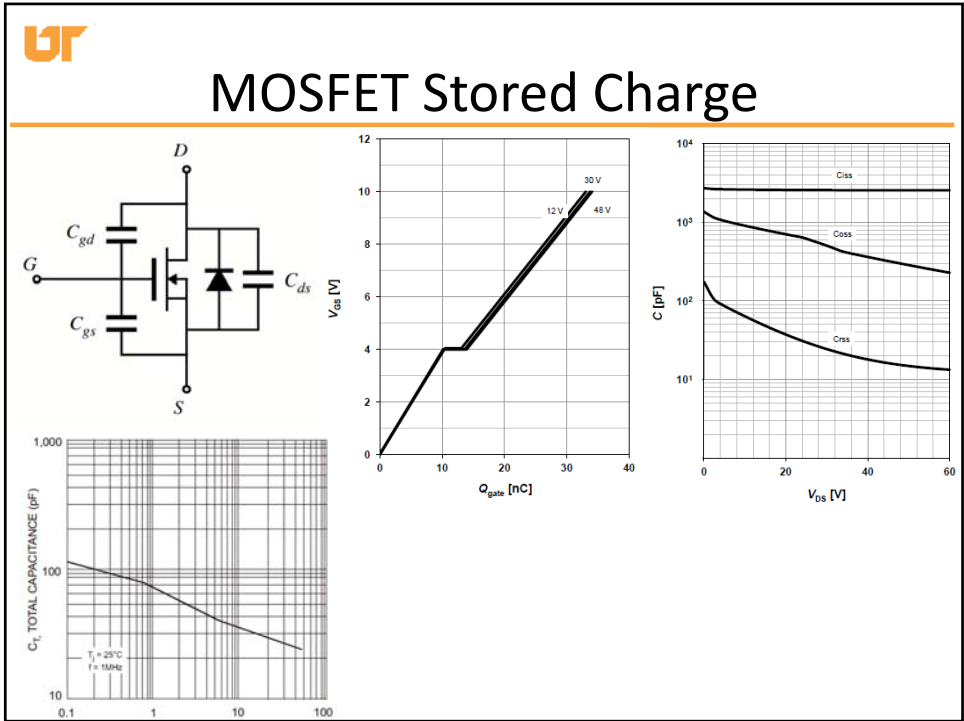 UT
MOSFET Stored Charge
D
C_gd
G
C_ds
C_gs
S
12
10
8
6
4
2
0
V_GS [V]
30 V
12 V
48 V
0 10 20 30 40
Q_gate [nC]
10^4
10^3
10^2
10^1
C [pF]
Ciss
Coss
Crss
0 20 40 60
V_DS [V]
1,000
100
10
C_T, TOTAL CAPACITANCE (pF)
T_j = 25°C
f = 1MHz
0.1 1 10 100